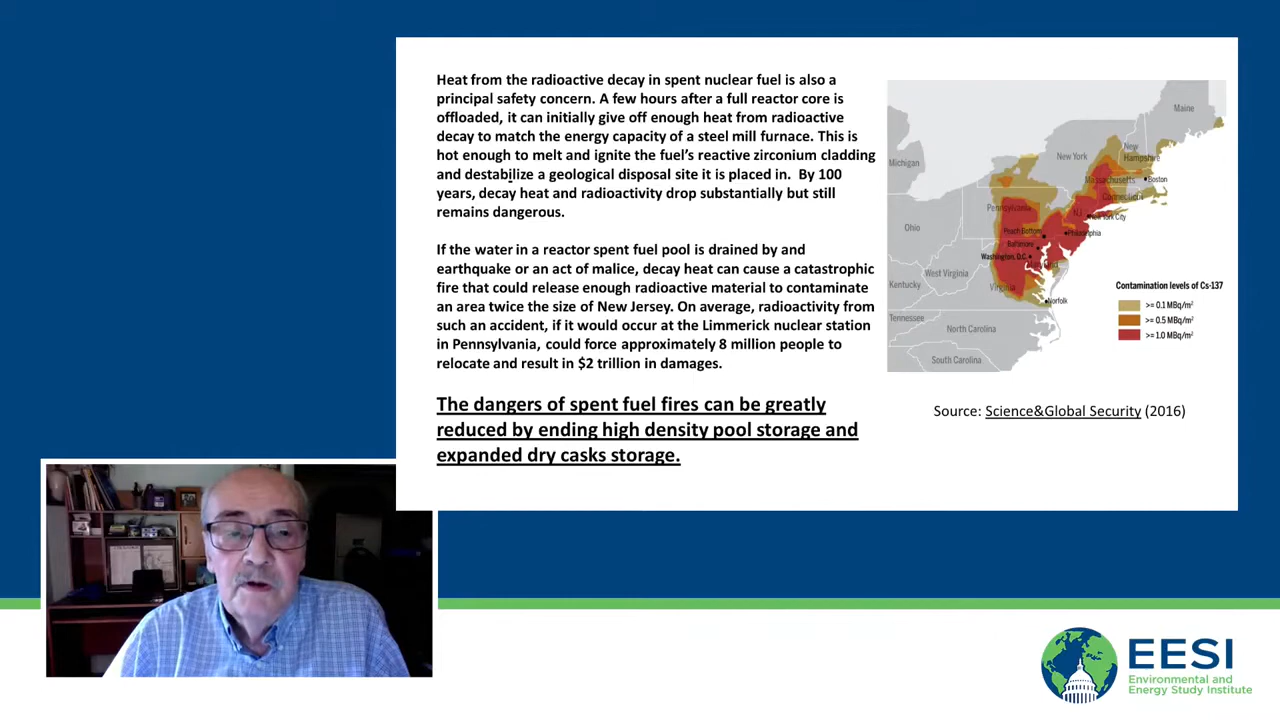 Heat from the radioactive decay in spent nuclear fuel is also a
principal safety concern. A few hours after a full reactor core is
offloaded, it can initially give off enough heat from radioactive
decay to match the energy capacity of a steel mill furnace. This is
hot enough to melt and ignite the fuel's reactive zirconium cladding
and destabilize a geological disposal site it is placed in. By 100
years, decay heat and radioactivity drop substantially but still
remains dangerous.
If the water in a reactor spent fuel pool is drained by and
earthquake or an act of malice, decay heat can cause a catastrophic
fire that could release enough radioactive material to contaminate
an area twice the size of New Jersey. On average, radioactivity from
such an accident, if it would occur at the Limmerick nuclear station
in Pennsylvania, could force approximately 8 million people to
relocate and result in $2 trillion in damages.
The dangers of spent fuel fires can be greatly
reduced by ending high density pool storage and
expanded dry casks storage.
Maine
New York
New
Hampshire
Michigan
Massachusetts
Boston
Connecticut
Pennsylvania
NJ
New York City
Ohio
Peach Bottom
Philadelphia
Baltimore
Washington, D.C.
West Virginia
Virginia
Kentucky
Norfolk
Tennessee
North Carolina
South Carolina
Contamination levels of Cs-137
>= 0.1 MBq/m²
>= 0.5 MBq/m²
>= 1.0 MBq/m²
Source: Science&Global Security (2016)
EESI
Environmental and
Energy Study Institute